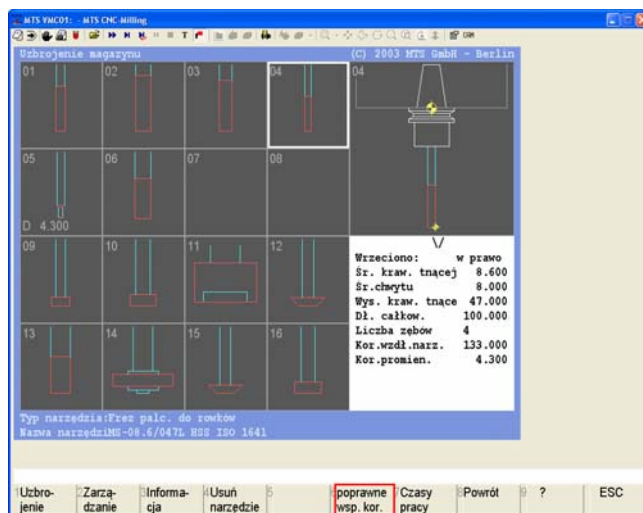 MTS VMC01: - MTS CNC-Milling
Uzbrojenie magazynu (C) 2003 MTS GmbH - Berlin
01 02 03 04 04
05 06 07 08
D 4.300
09 10 11 12
Wrzeciono: w prawo
Śr. kraw. tnącej 8.600
Śr.chwytu 8.000
Wys. kraw. tnące 47.000
Dł. całkow. 100.000
Liczba zębów 4
Kor.wzdł.narz. 133.000
Kor.promien. 4.300
13 14 15 16
Typ narzędzia:Frez palc. do rowków
Nazwa narzędziMS-08.6/047L HSS ISO 1641
1 Uzbro- 2 Zarzą- 3 Informa- 4 Usuń 5 6 poprawne 7 Czasy 8 Powrót 9 ? ESC
jenie dzanie cja narzędzie wsp. kor. pracy